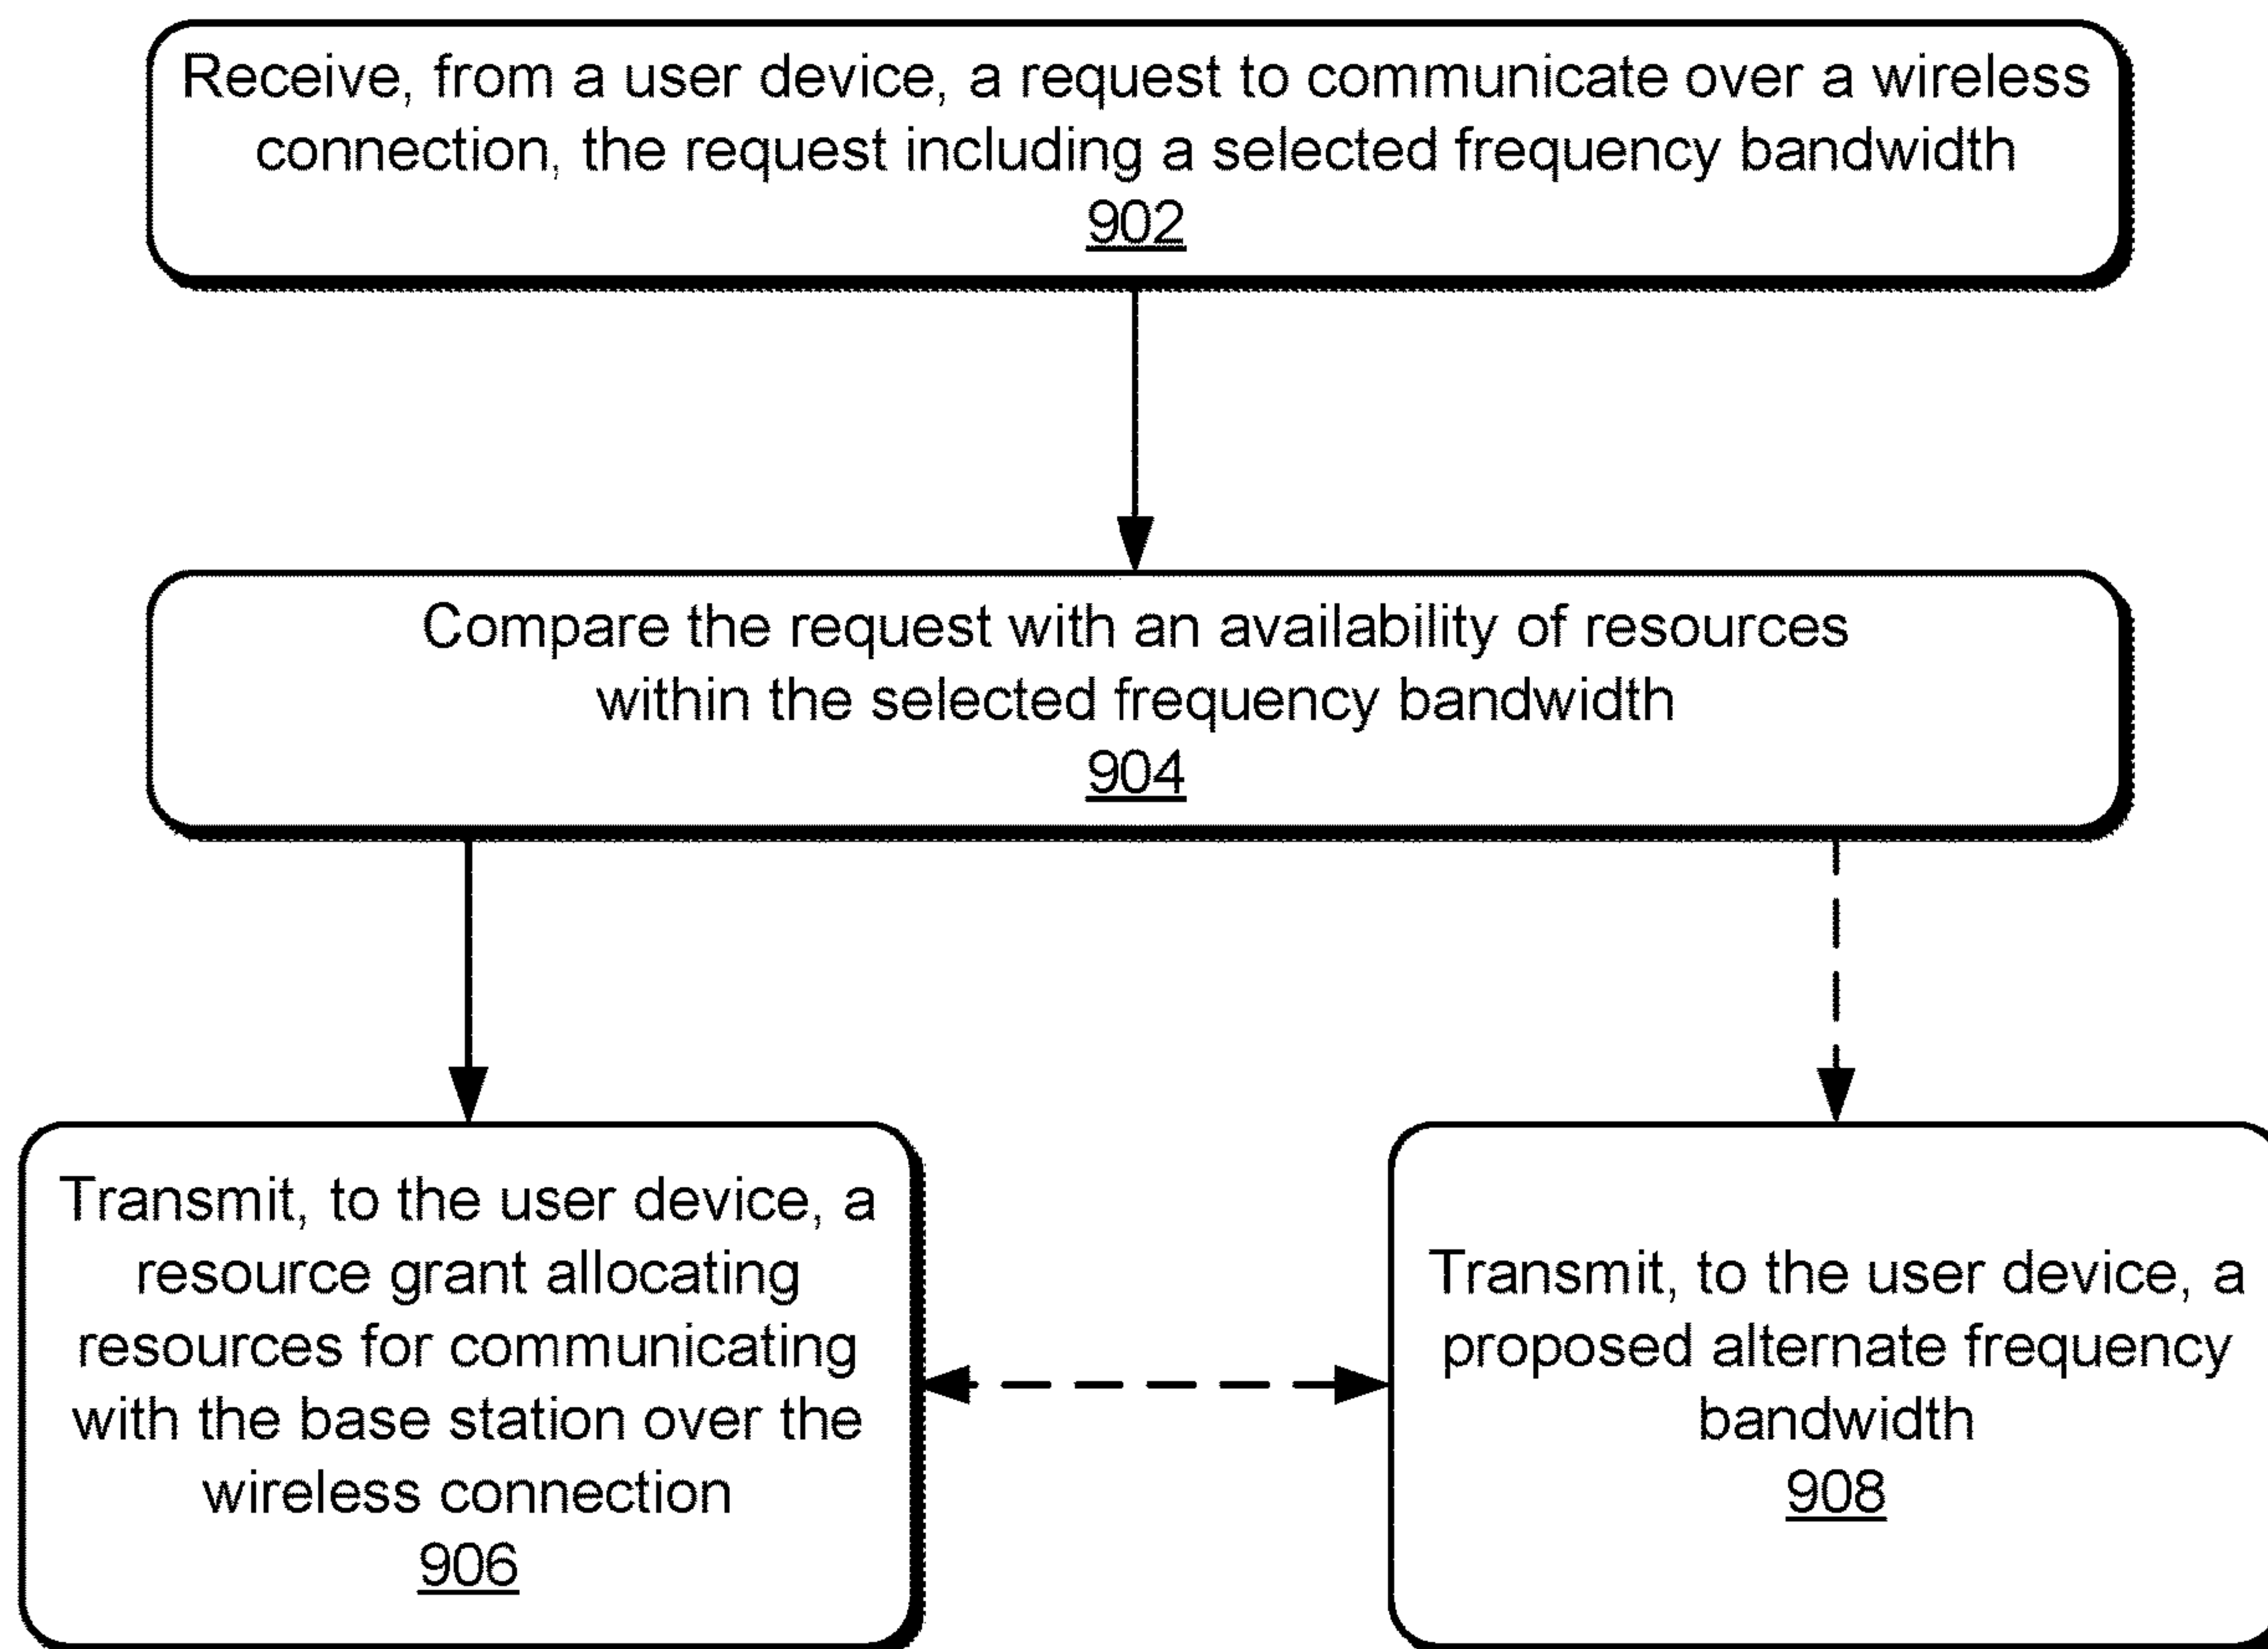 Receive, from a user device, a request to communicate over a wireless
connection, the request including a selected frequency bandwidth
902
Compare the request with an availability of resources
within the selected frequency bandwidth
904
Transmit, to the user device, a
resource grant allocating
resources for communicating
with the base station over the
wireless connection
906
Transmit, to the user device, a
proposed alternate frequency
bandwidth
908